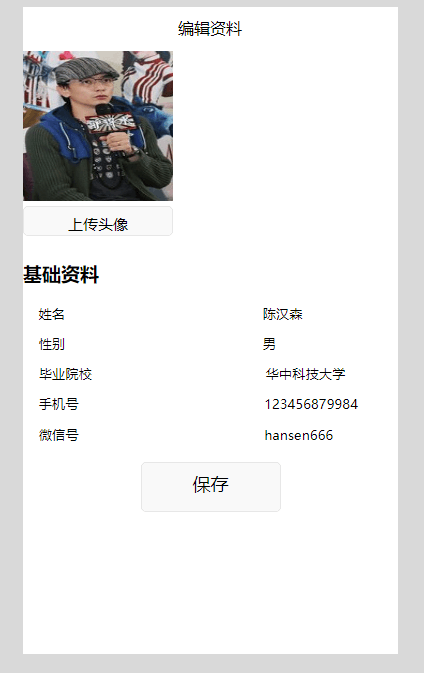 编辑资料
上传头像
基础资料
姓名 陈汉森
性别 男
毕业院校 华中科技大学
手机号 123456879984
微信号 hansen666
保存